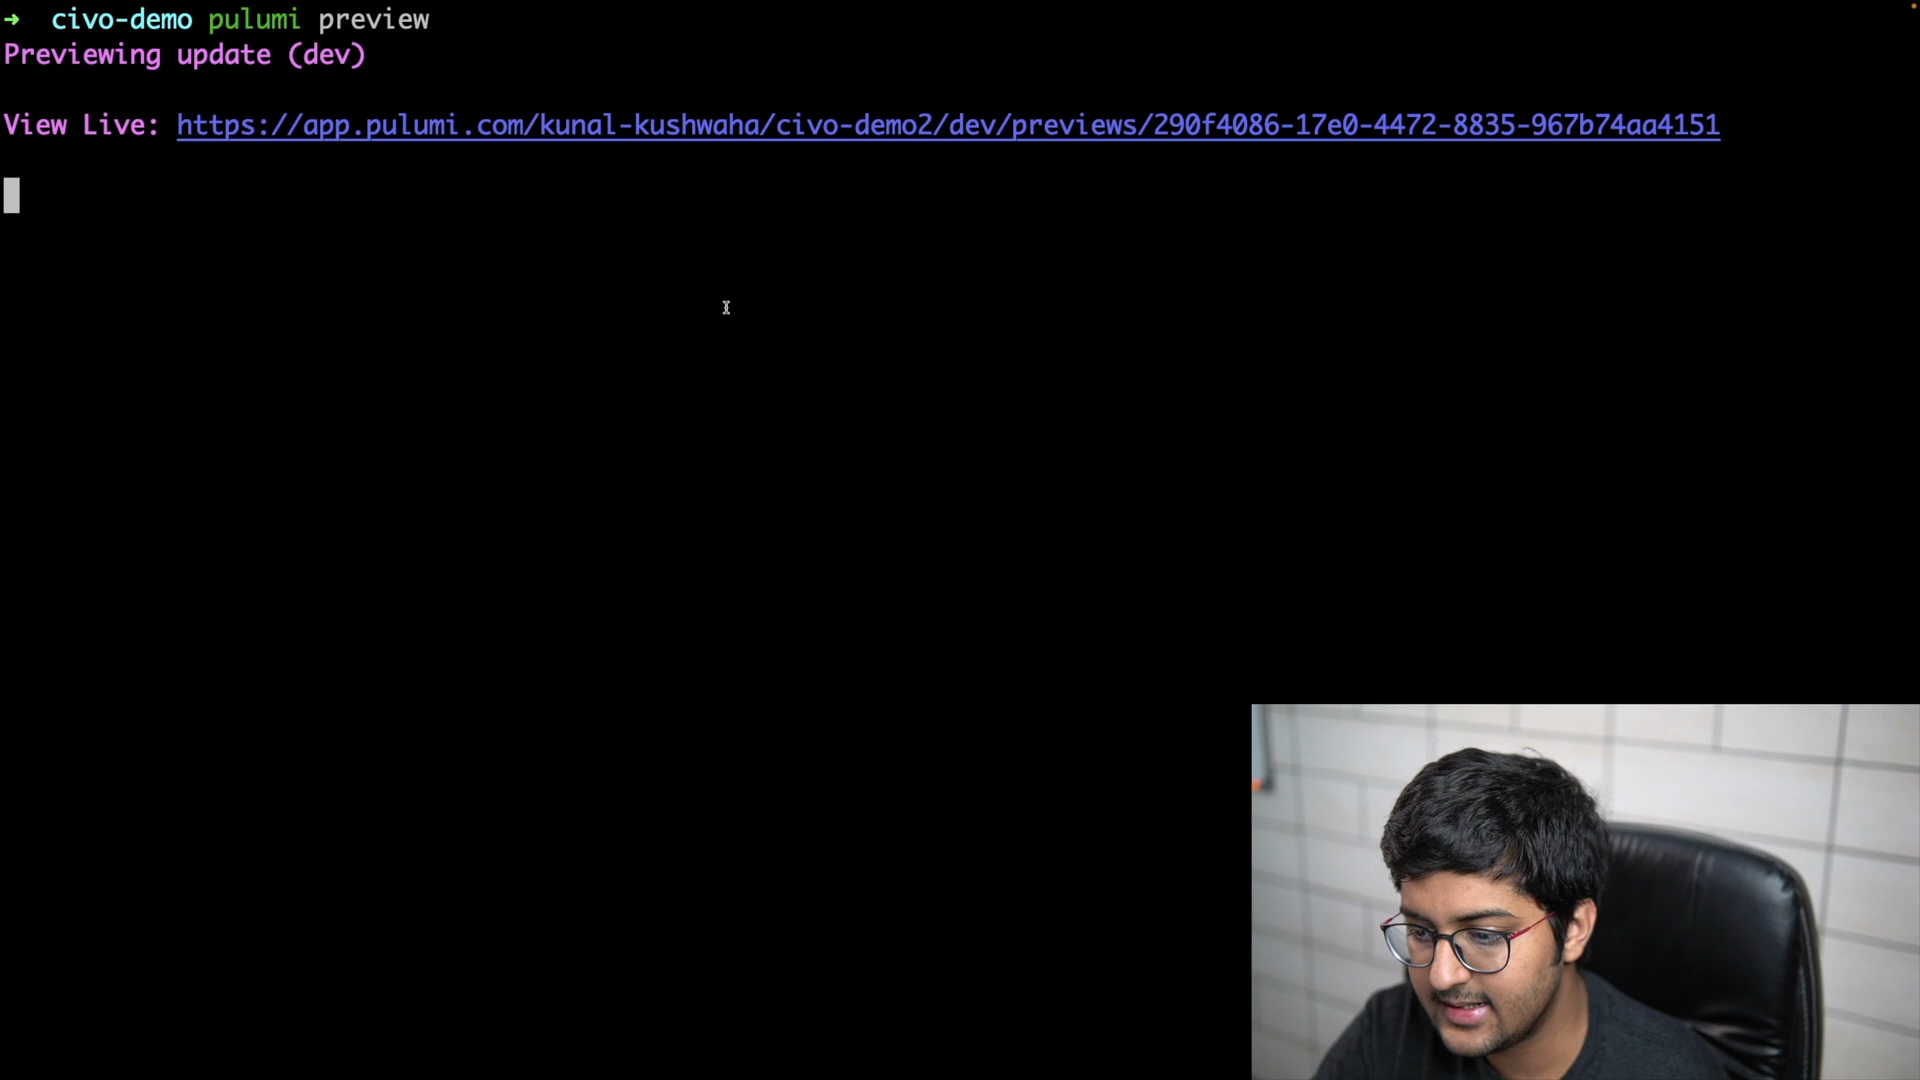 ➜ civo-demo pulumi preview
Previewing update (dev)
View Live: https://app.pulumi.com/kunal-kushwaha/civo-demo2/dev/previews/290f4086-17e0-4472-8835-967b74aa4151